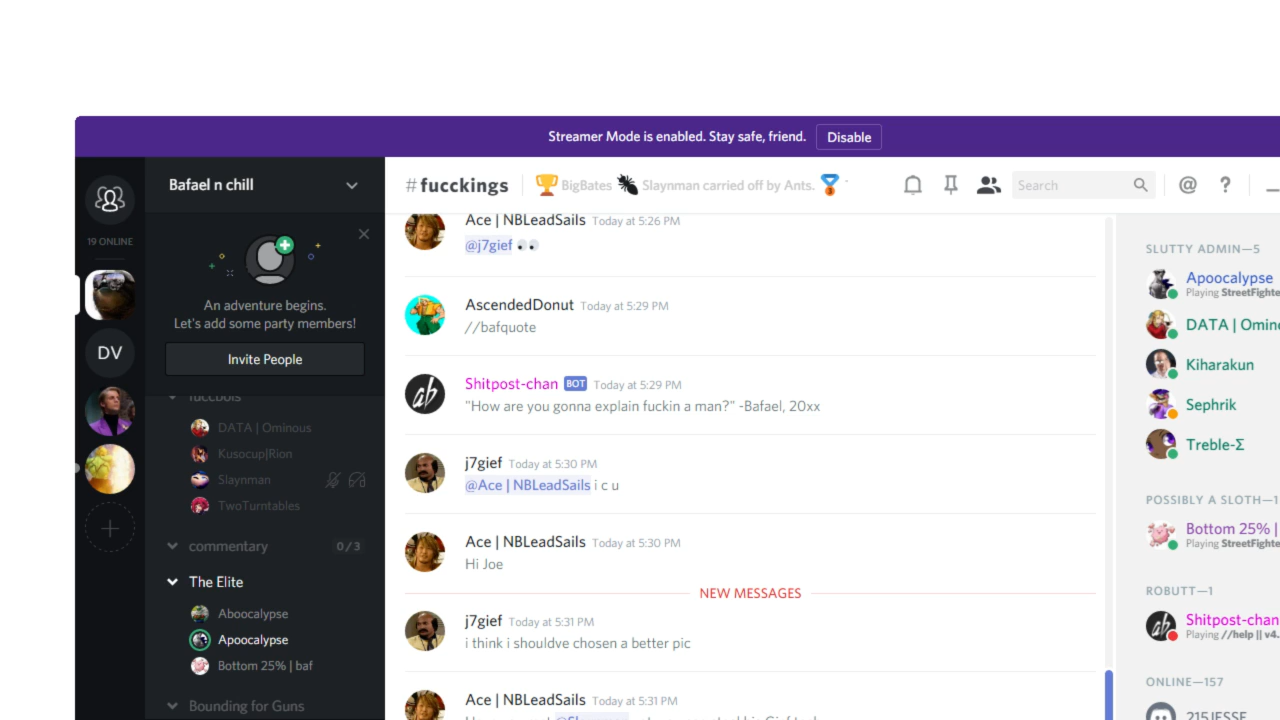 Streamer Mode is enabled. Stay safe, friend. Disable
Bafael n chill
#fucckings BigBates Slaynman carried off by Ants.
Search
@ ?
19 ONLINE
An adventure begins.
Let's add some party members!
Invite People
DV
fuccbois
DATA | Ominous
Kusocup|Rion
Slaynman
TwoTurntables
commentary 0/3
The Elite
Aboocalypse
Apoocalypse
Bottom 25% | baf
Bounding for Guns
Ace | NBLeadSails Today at 5:26 PM
@j7gief
AscendedDonut Today at 5:29 PM
//bafquote
Shitpost-chan BOT Today at 5:29 PM
"How are you gonna explain fuckin a man?" -Bafael, 20xx
j7gief Today at 5:30 PM
@Ace | NBLeadSails i c u
Ace | NBLeadSails Today at 5:30 PM
Hi Joe
NEW MESSAGES
j7gief Today at 5:31 PM
i think i shouldve chosen a better pic
Ace | NBLeadSails Today at 5:31 PM
SLUTTY ADMIN—5
Apoocalypse
Playing StreetFighte
DATA | Omino
Kiharakun
Sephrik
Treble-Σ
POSSIBLY A SLOTH—1
Bottom 25% |
Playing StreetFighte
ROBUTT—1
Shitpost-chan
Playing //help || v4.
ONLINE—157
215JESSE